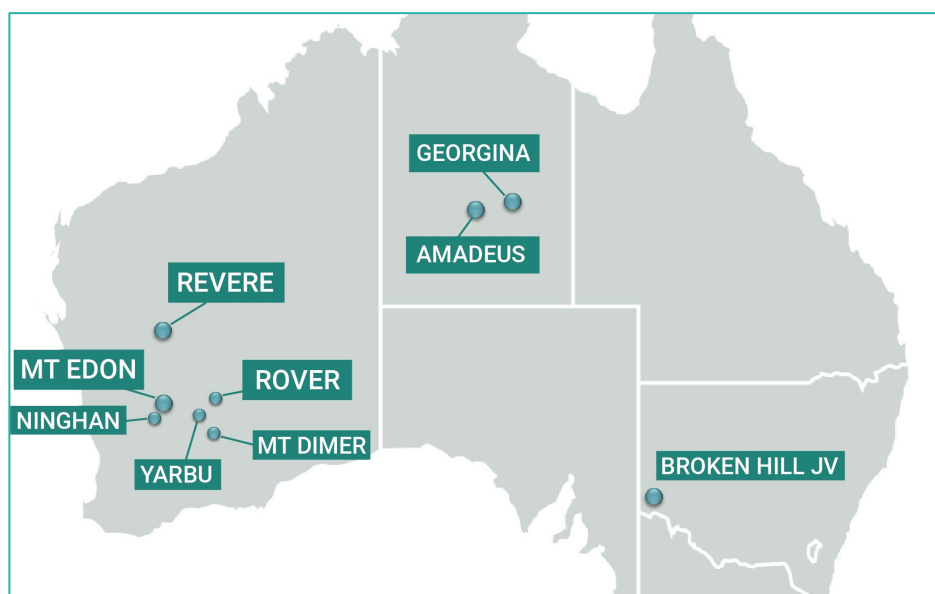 GEORGINA
AMADEUS
REVERE
MT EDON
ROVER
NINGHAN
MT DIMER
YARBU
BROKEN HILL JV